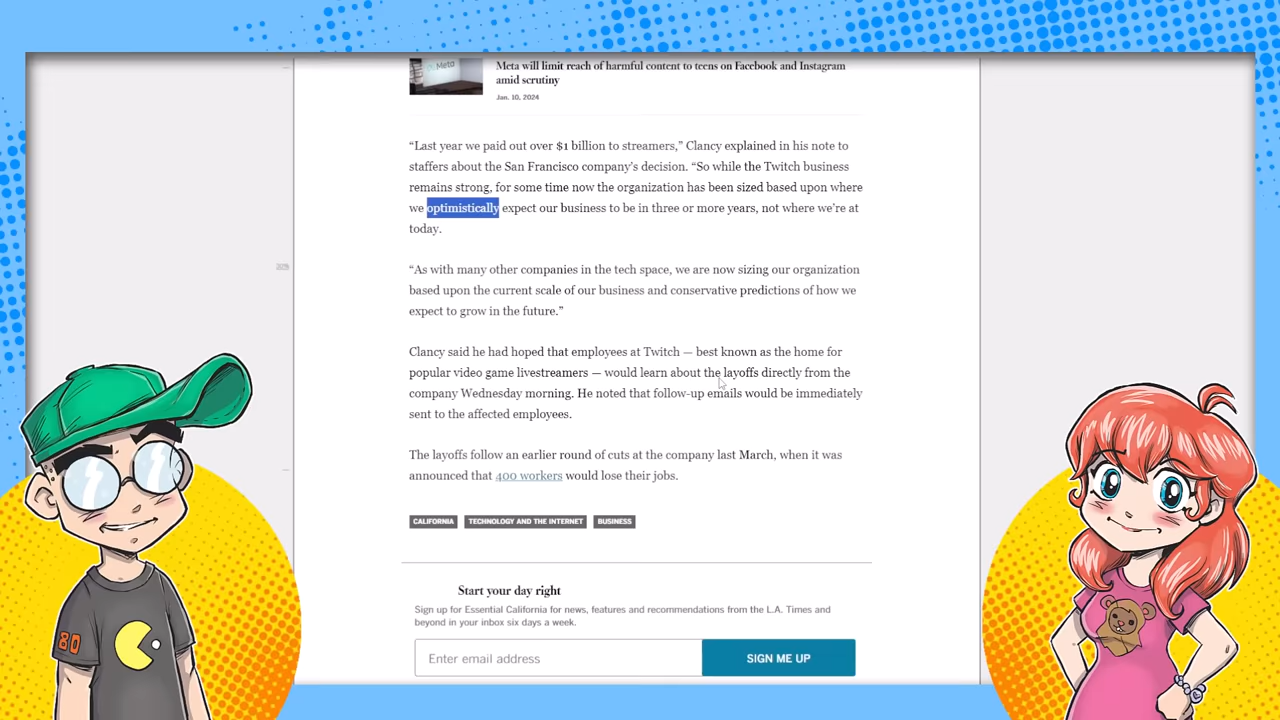 Meta will limit reach of harmful content to teens on Facebook and Instagram
amid scrutiny
Jan. 10, 2024
Meta
“Last year we paid out over $1 billion to streamers,” Clancy explained in his note to
staffers about the San Francisco company’s decision. “So while the Twitch business
remains strong, for some time now the organization has been sized based upon where
we optimistically expect our business to be in three or more years, not where we’re at
today.
“As with many other companies in the tech space, we are now sizing our organization
based upon the current scale of our business and conservative predictions of how we
expect to grow in the future.”
Clancy said he had hoped that employees at Twitch — best known as the home for
popular video game livestreamers — would learn about the layoffs directly from the
company Wednesday morning. He noted that follow-up emails would be immediately
sent to the affected employees.
The layoffs follow an earlier round of cuts at the company last March, when it was
announced that 400 workers would lose their jobs.
CALIFORNIA TECHNOLOGY AND THE INTERNET BUSINESS
Start your day right
Sign up for Essential California for news, features and recommendations from the L.A. Times and
beyond in your inbox six days a week.
Enter email address SIGN ME UP
80